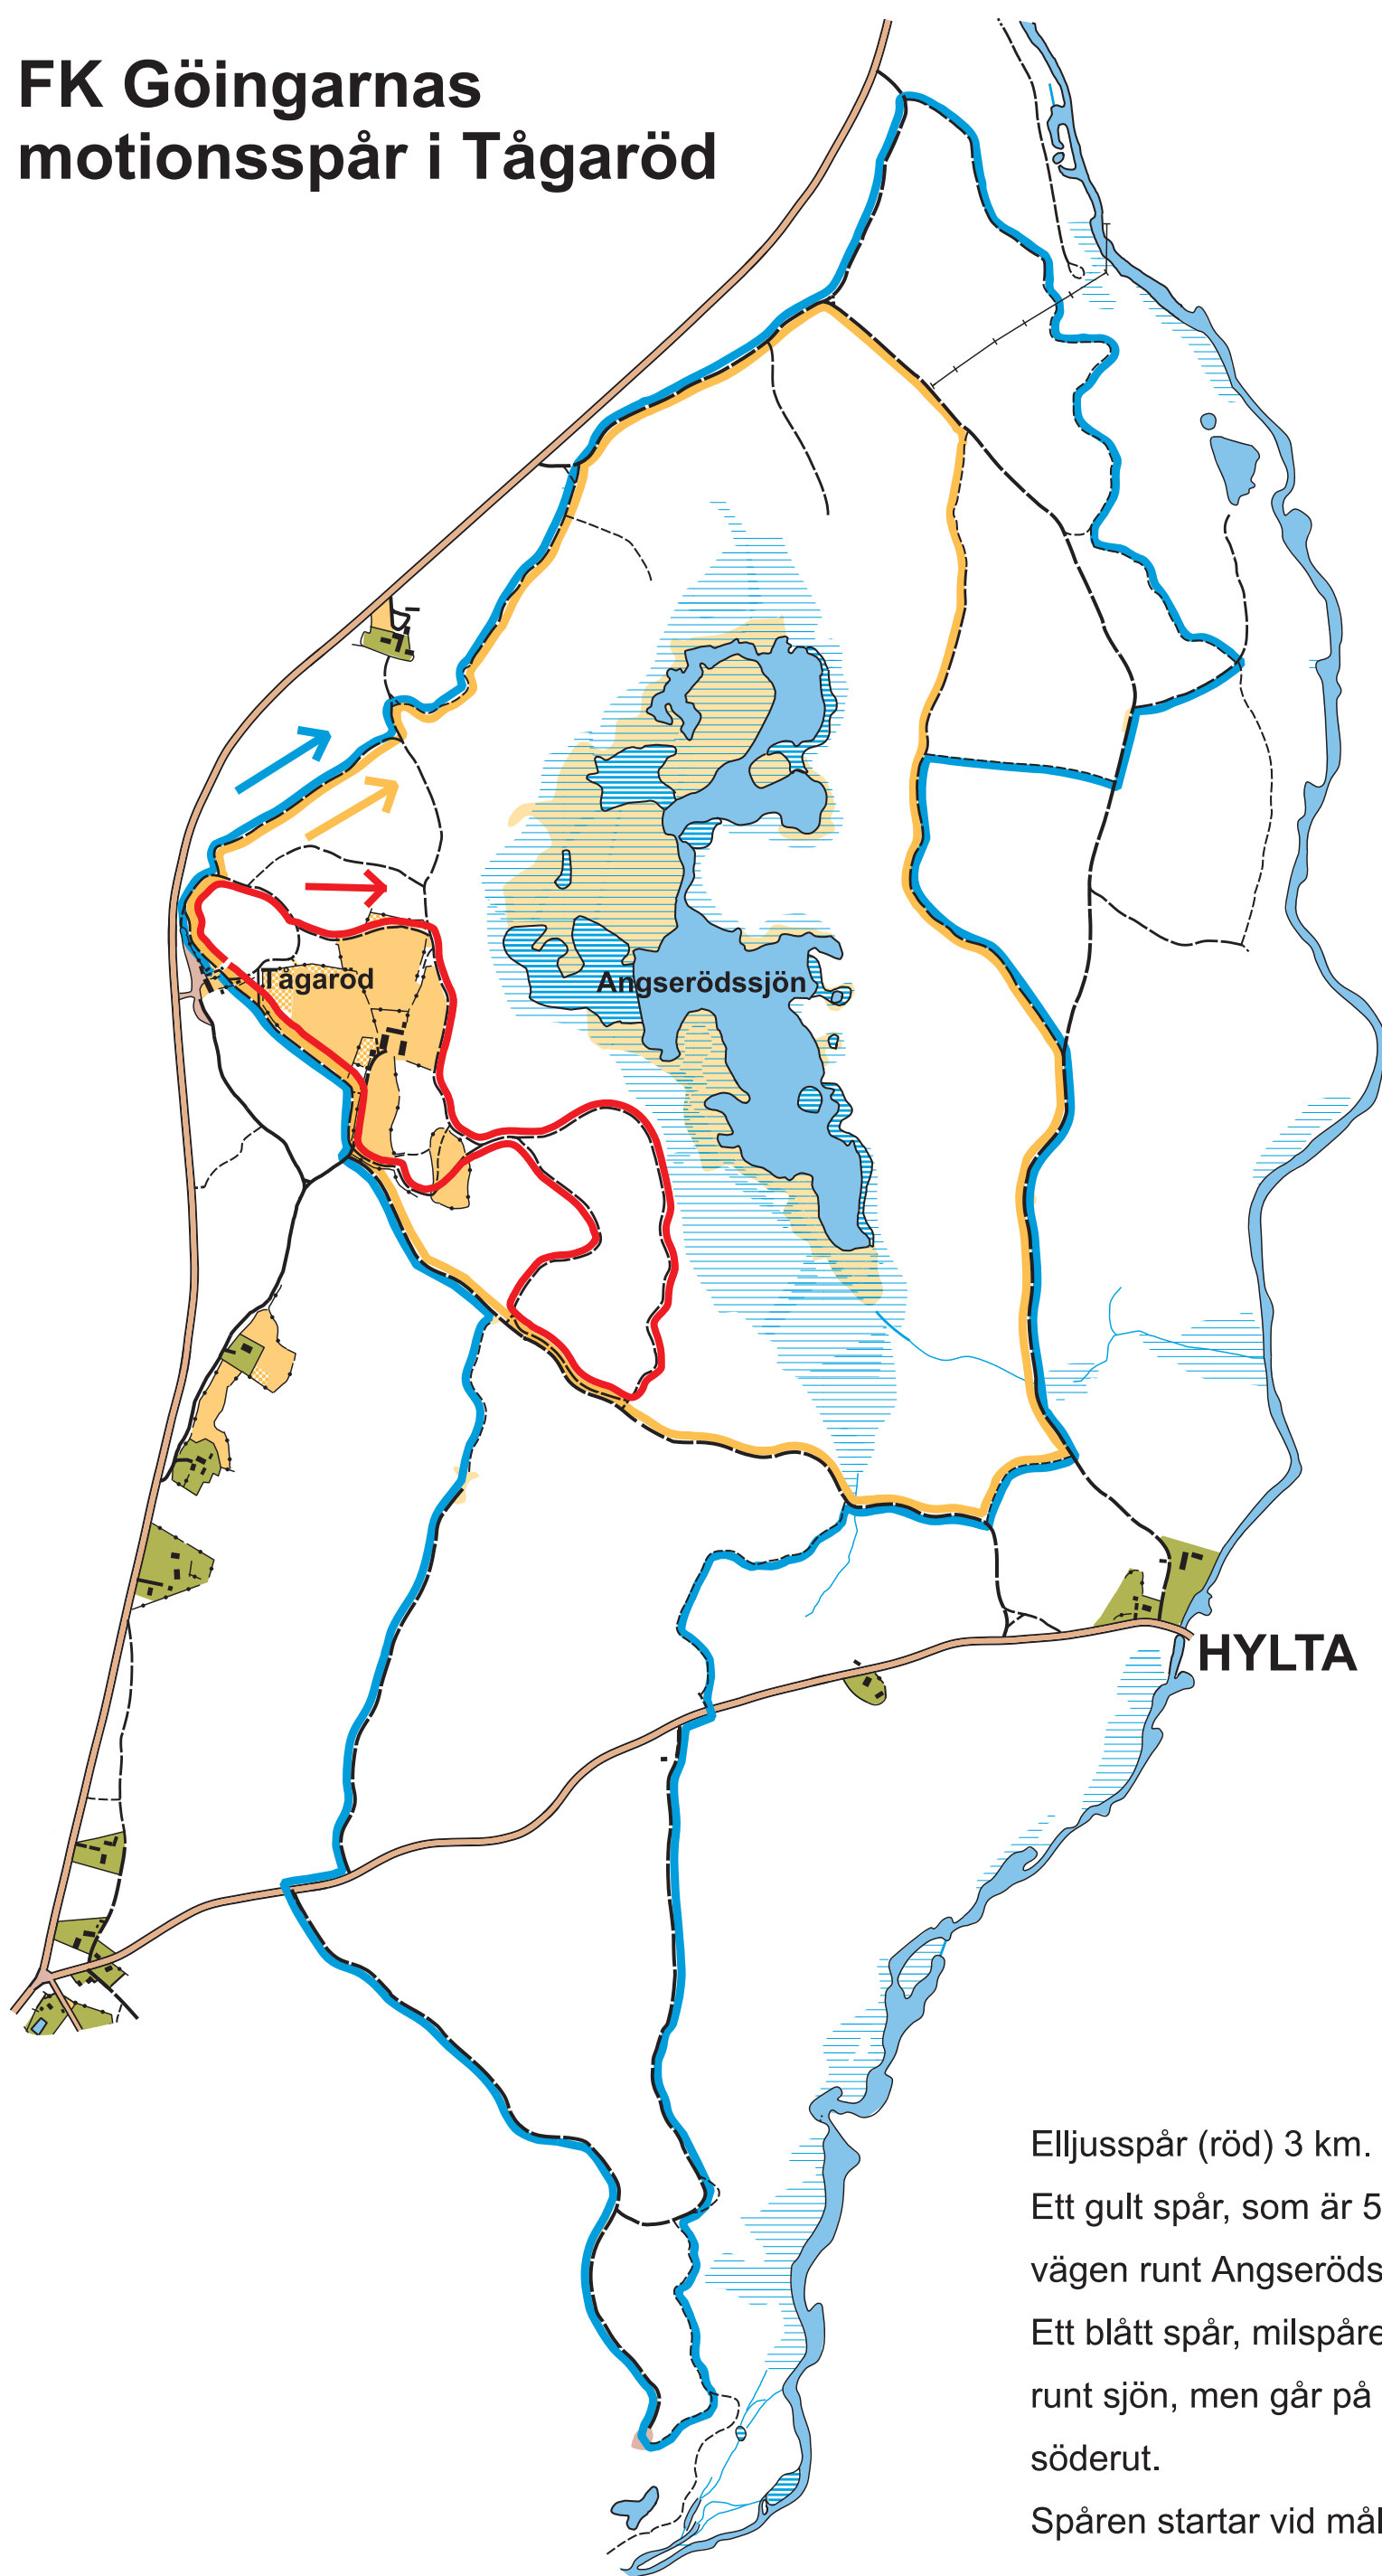 FK Göingarnas
motionsspår i Tågaröd
Tågaröd
Angserödssjön
HYLTA
Elljusspår (röd) 3 km.
Ett gult spår, som är 5
vägen runt Angseröds
Ett blått spår, milspåre
runt sjön, men går på
söderut.
Spåren startar vid mål